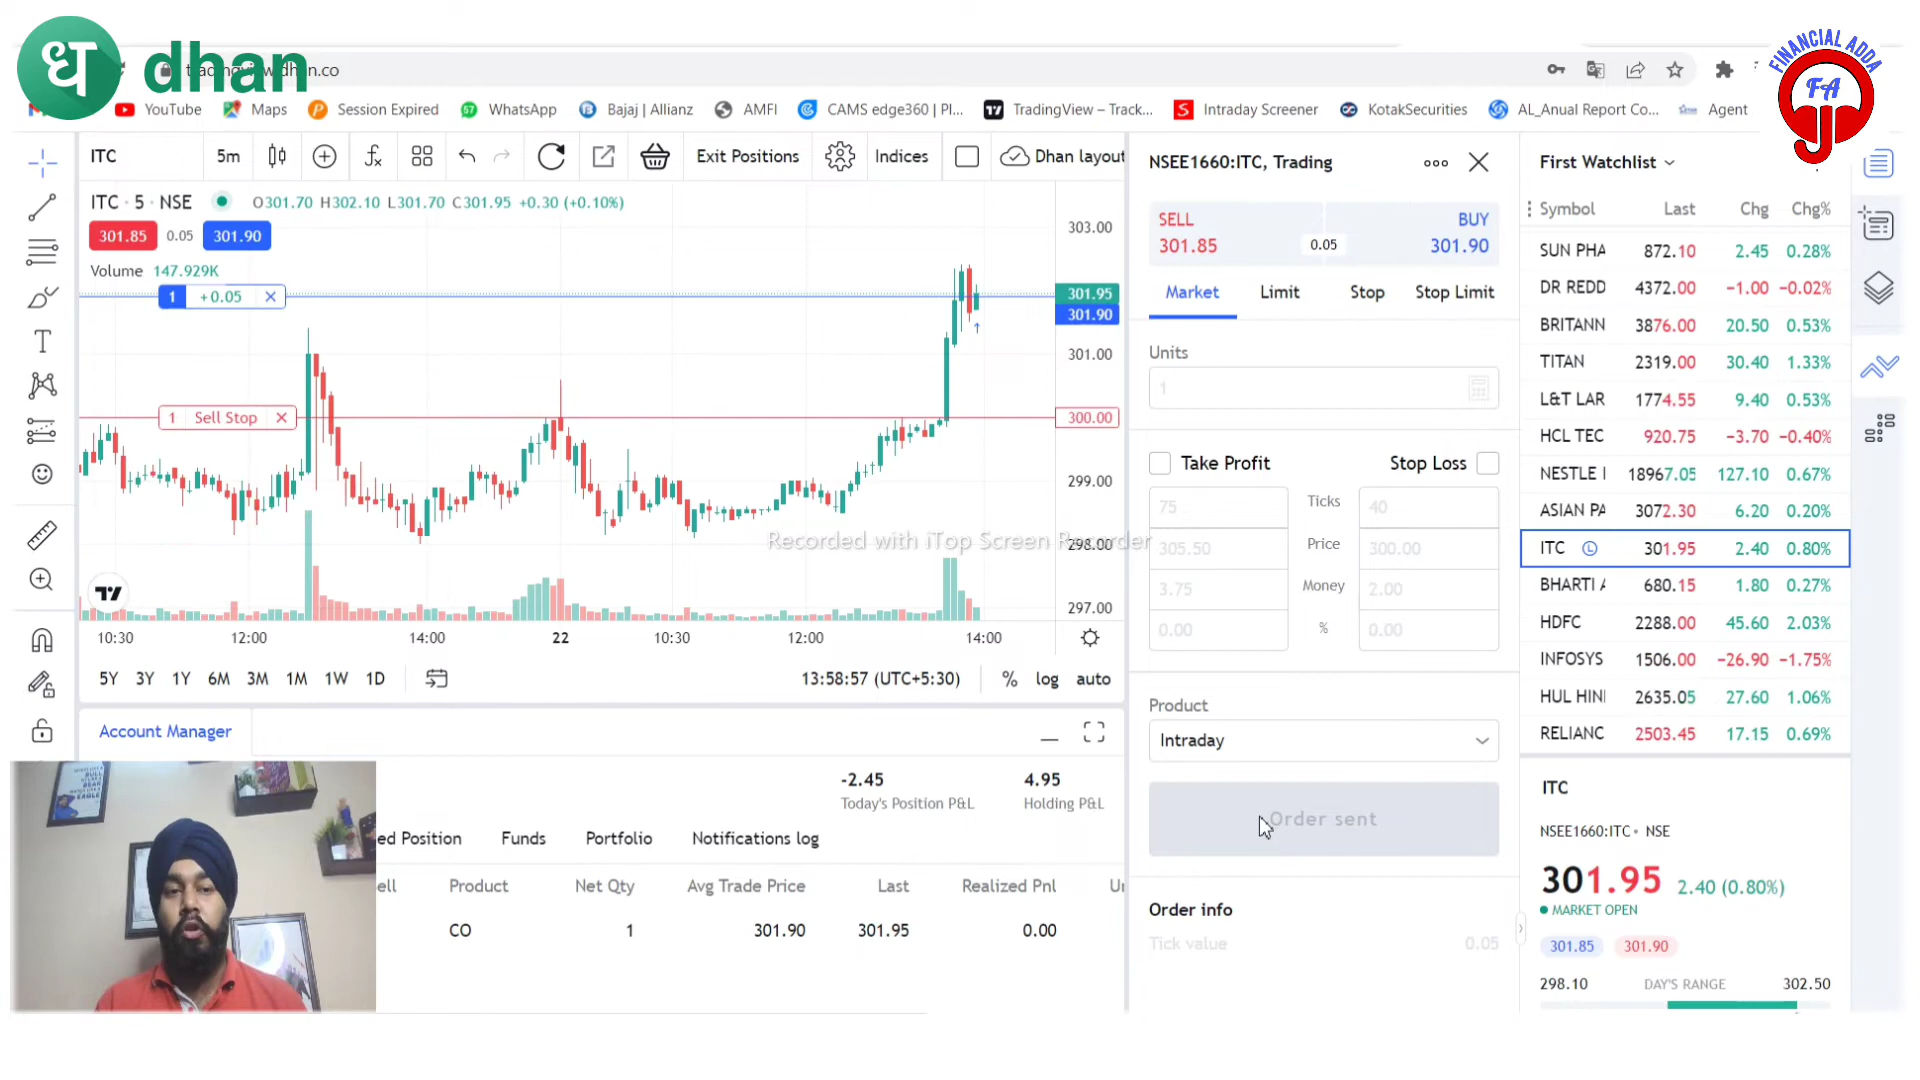 ध dhan
FINANCIAL ADDA
FA
YouTube Maps Session Expired WhatsApp Bajaj | Allianz AMFI CAMS edge360 | Pl... TradingView – Track... Intraday Screener KotakSecurities AL_Anual Report Co... Agent
ITC 5m Exit Positions Indices Dhan layout
ITC · 5 · NSE O301.70 H302.10 L301.70 C301.95 +0.30 (+0.10%)
301.85 0.05 301.90
Volume 147.929K
1 +0.05
1 Sell Stop
303.00
301.95
301.90
301.00
300.00
299.00
298.00
297.00
Recorded with iTop Screen Recorder
10:30 12:00 14:00 22 10:30 12:00 14:00
5Y 3Y 1Y 6M 3M 1M 1W 1D 13:58:57 (UTC+5:30) % log auto
Account Manager
-2.45 4.95
Today's Position P&L Holding P&L
ed Position Funds Portfolio Notifications log
ell Product Net Qty Avg Trade Price Last Realized Pnl
CO 1 301.90 301.95 0.00
NSEE1660:ITC, Trading
SELL BUY
301.85 0.05 301.90
Market Limit Stop Stop Limit
Units
1
Take Profit Stop Loss
75 Ticks 40
305.50 Price 300.00
3.75 Money 2.00
0.00 % 0.00
Product
Intraday
Order sent
Order info
Tick value 0.05
First Watchlist
Symbol Last Chg Chg%
SUN PHA 872.10 2.45 0.28%
DR REDD 4372.00 −1.00 −0.02%
BRITANN 3876.00 20.50 0.53%
TITAN 2319.00 30.40 1.33%
L&T LAR 1774.55 9.40 0.53%
HCL TEC 920.75 −3.70 −0.40%
NESTLE I 18967.05 127.10 0.67%
ASIAN PA 3072.30 6.20 0.20%
ITC L 301.95 2.40 0.80%
BHARTI A 680.15 1.80 0.27%
HDFC 2288.00 45.60 2.03%
INFOSYS 1506.00 −26.90 −1.75%
HUL HIN 2635.05 27.60 1.06%
RELIANC 2503.45 17.15 0.69%
ITC
NSEE1660:ITC • NSE
301.95 2.40 (0.80%)
MARKET OPEN
301.85 301.90
298.10 DAY'S RANGE 302.50